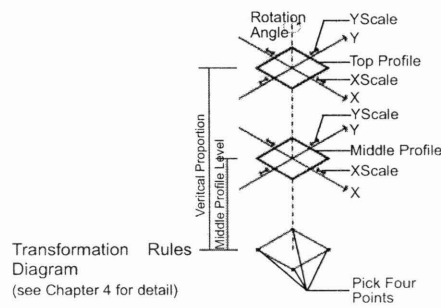 Rotation
Angle
YScale
Y
Top Profile
XScale
X
YScale
Y
Middle Profile
XScale
X
Veritcal Proportion
Middle Profile Level
Transformation Rules
Diagram
(see Chapter 4 for detail)
Pick Four
Points